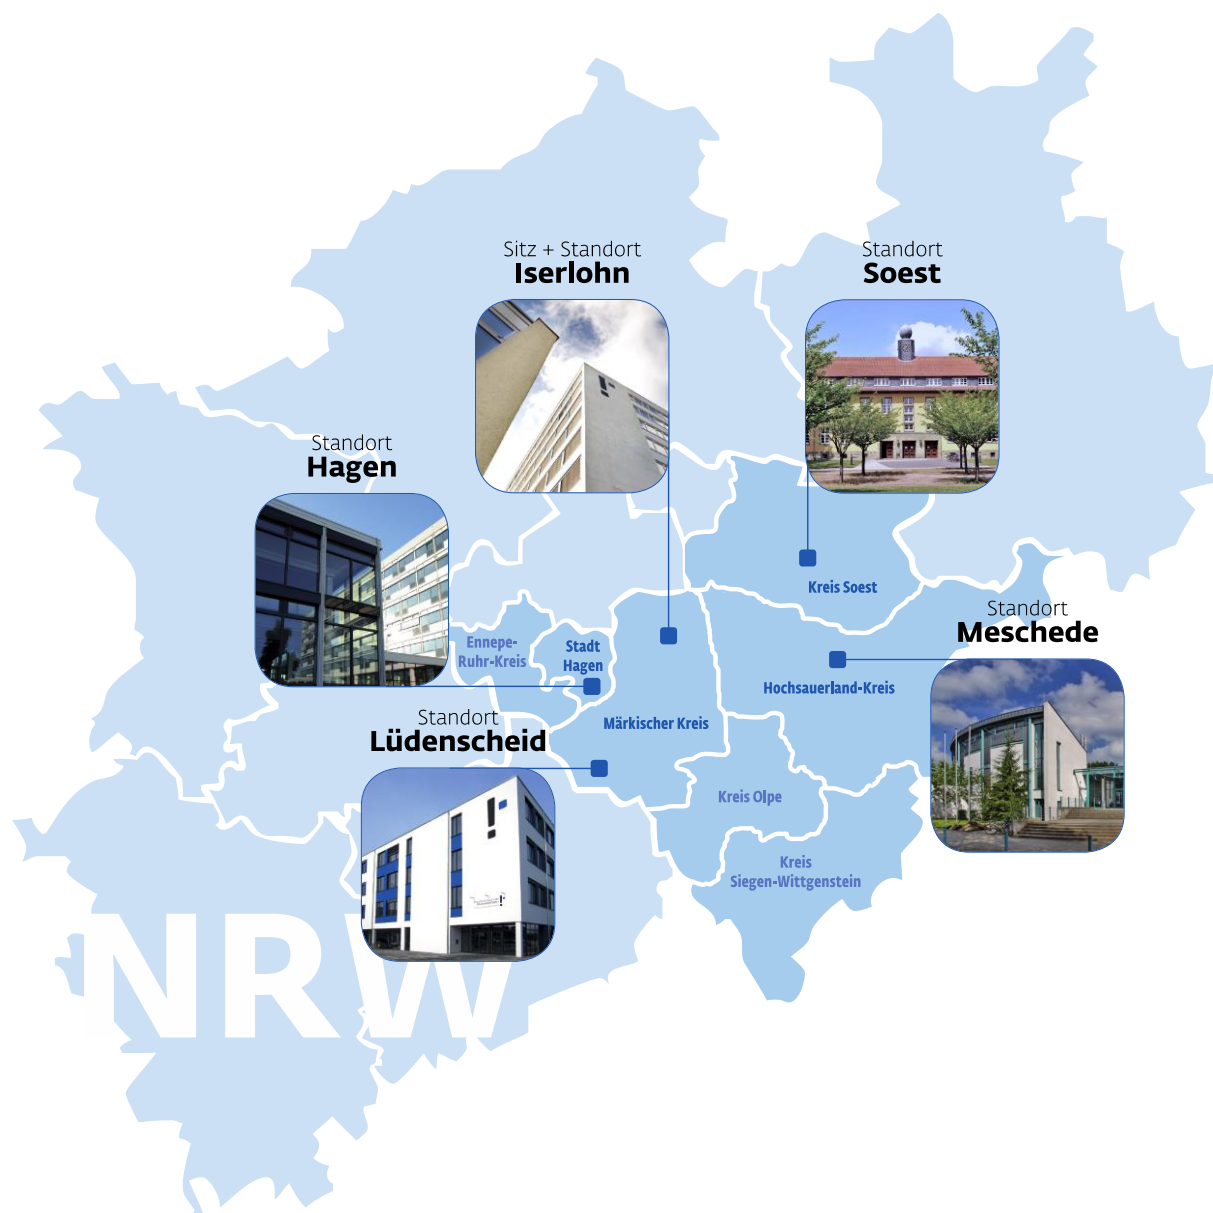 Sitz + Standort
Iserlohn
Standort
Soest
Standort
Hagen
Kreis Soest
Standort
Meschede
Ennepe-
Ruhr-Kreis
Stadt
Hagen
Hochsauerland-Kreis
Standort
Lüdenscheid
Märkischer Kreis
Kreis Olpe
Kreis
Siegen-Wittgenstein
NRW